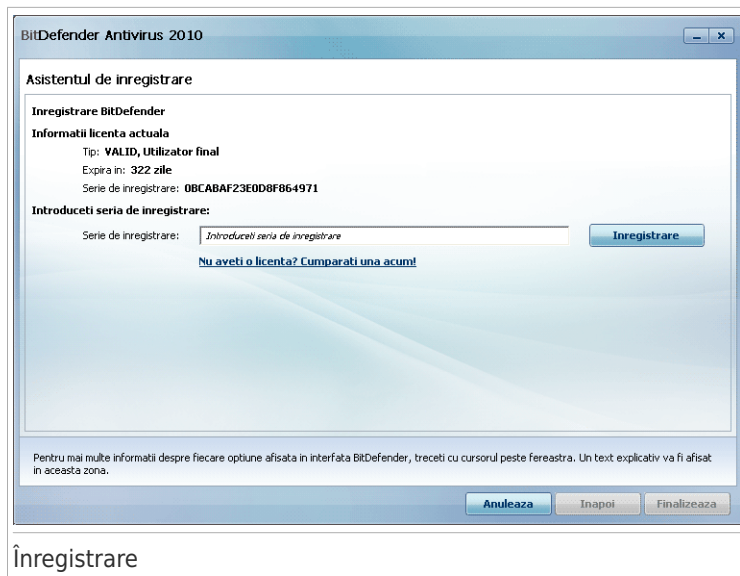 BitDefender Antivirus 2010
Asistentul de inregistrare
Inregistrare BitDefender
Informatii licenta actuala
Tip: VALID, Utilizator final
Expira in: 322 zile
Serie de inregistrare: 0BCABAF23E0D8F864971
Introduceti seria de inregistrare:
Serie de inregistrare: Introduceti seria de inregistrare Inregistrare
Nu aveti o licenta? Cumparati una acum!
Pentru mai multe informatii despre fiecare optiune afisata in interfata BitDefender, treceti cu cursorul peste fereastra. Un text explicativ va fi afisat
in aceasta zona.
Anuleaza Inapoi Finalizeaza
Înregistrare